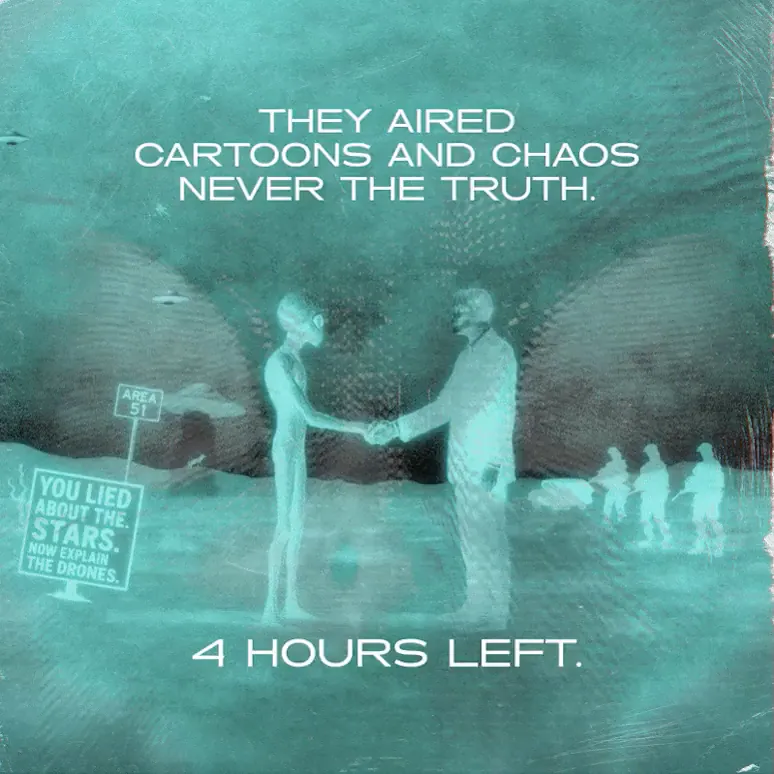 THEY AIRED
CARTOONS AND CHAOS
NEVER THE TRUTH.
AREA
51
YOU LIED
ABOUT THE.
STARS.
NOW EXPLAIN
THE DRONES.
4 HOURS LEFT.